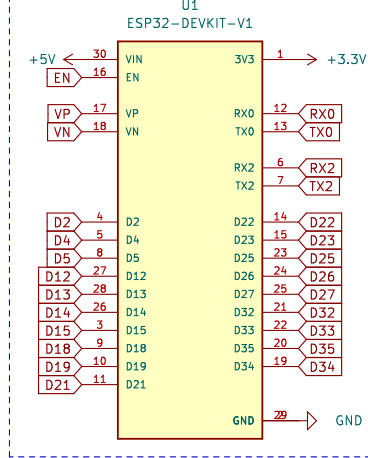 U1
ESP32-DEVKIT-V1
+5V 30 VIN 3V3 1 +3.3V
EN 16 EN
VP 17 VP RX0 12 RX0
VN 18 VN TX0 13 TX0
RX2 6 RX2
TX2 7 TX2
D2 4 D2 D22 14 D22
D4 5 D4 D23 15 D23
D5 8 D5 D25 23 D25
D12 27 D12 D26 24 D26
D13 28 D13 D27 25 D27
D14 26 D14 D32 21 D32
D15 3 D15 D33 22 D33
D18 9 D18 D35 20 D35
D19 10 D19 D34 19 D34
D21 11 D21
GND GND